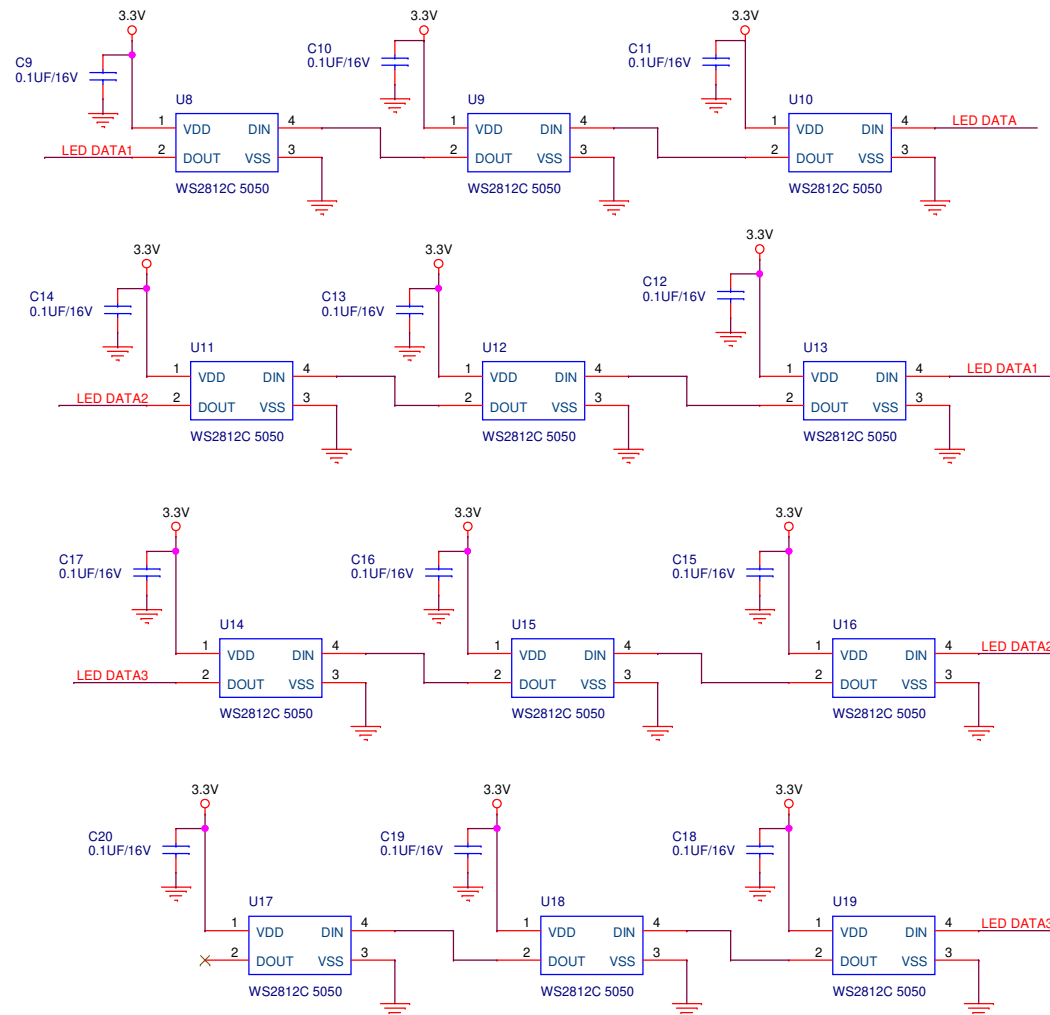 3.3V
3.3V
3.3V
C9
0.1UF/16V
C10
0.1UF/16V
C11
0.1UF/16V
U8
U9
U10
1
VDD
DIN
4
1
VDD
DIN
4
1
VDD
DIN
4
LED DATA
LED DATA1
2
DOUT
VSS
3
2
DOUT
VSS
3
2
DOUT
VSS
3
WS2812C 5050
WS2812C 5050
WS2812C 5050
3.3V
3.3V
3.3V
C14
0.1UF/16V
C13
0.1UF/16V
C12
0.1UF/16V
U11
U12
U13
1
VDD
DIN
4
1
VDD
DIN
4
1
VDD
DIN
4
LED DATA1
LED DATA2
2
DOUT
VSS
3
2
DOUT
VSS
3
2
DOUT
VSS
3
WS2812C 5050
WS2812C 5050
WS2812C 5050
3.3V
3.3V
3.3V
C17
0.1UF/16V
C16
0.1UF/16V
C15
0.1UF/16V
U14
U15
U16
1
VDD
DIN
4
1
VDD
DIN
4
1
VDD
DIN
4
LED DATA2
LED DATA3
2
DOUT
VSS
3
2
DOUT
VSS
3
2
DOUT
VSS
3
WS2812C 5050
WS2812C 5050
WS2812C 5050
3.3V
3.3V
3.3V
C20
0.1UF/16V
C19
0.1UF/16V
C18
0.1UF/16V
U17
U18
U19
1
VDD
DIN
4
1
VDD
DIN
4
1
VDD
DIN
4
LED DATA3
2
DOUT
VSS
3
2
DOUT
VSS
3
2
DOUT
VSS
3
WS2812C 5050
WS2812C 5050
WS2812C 5050